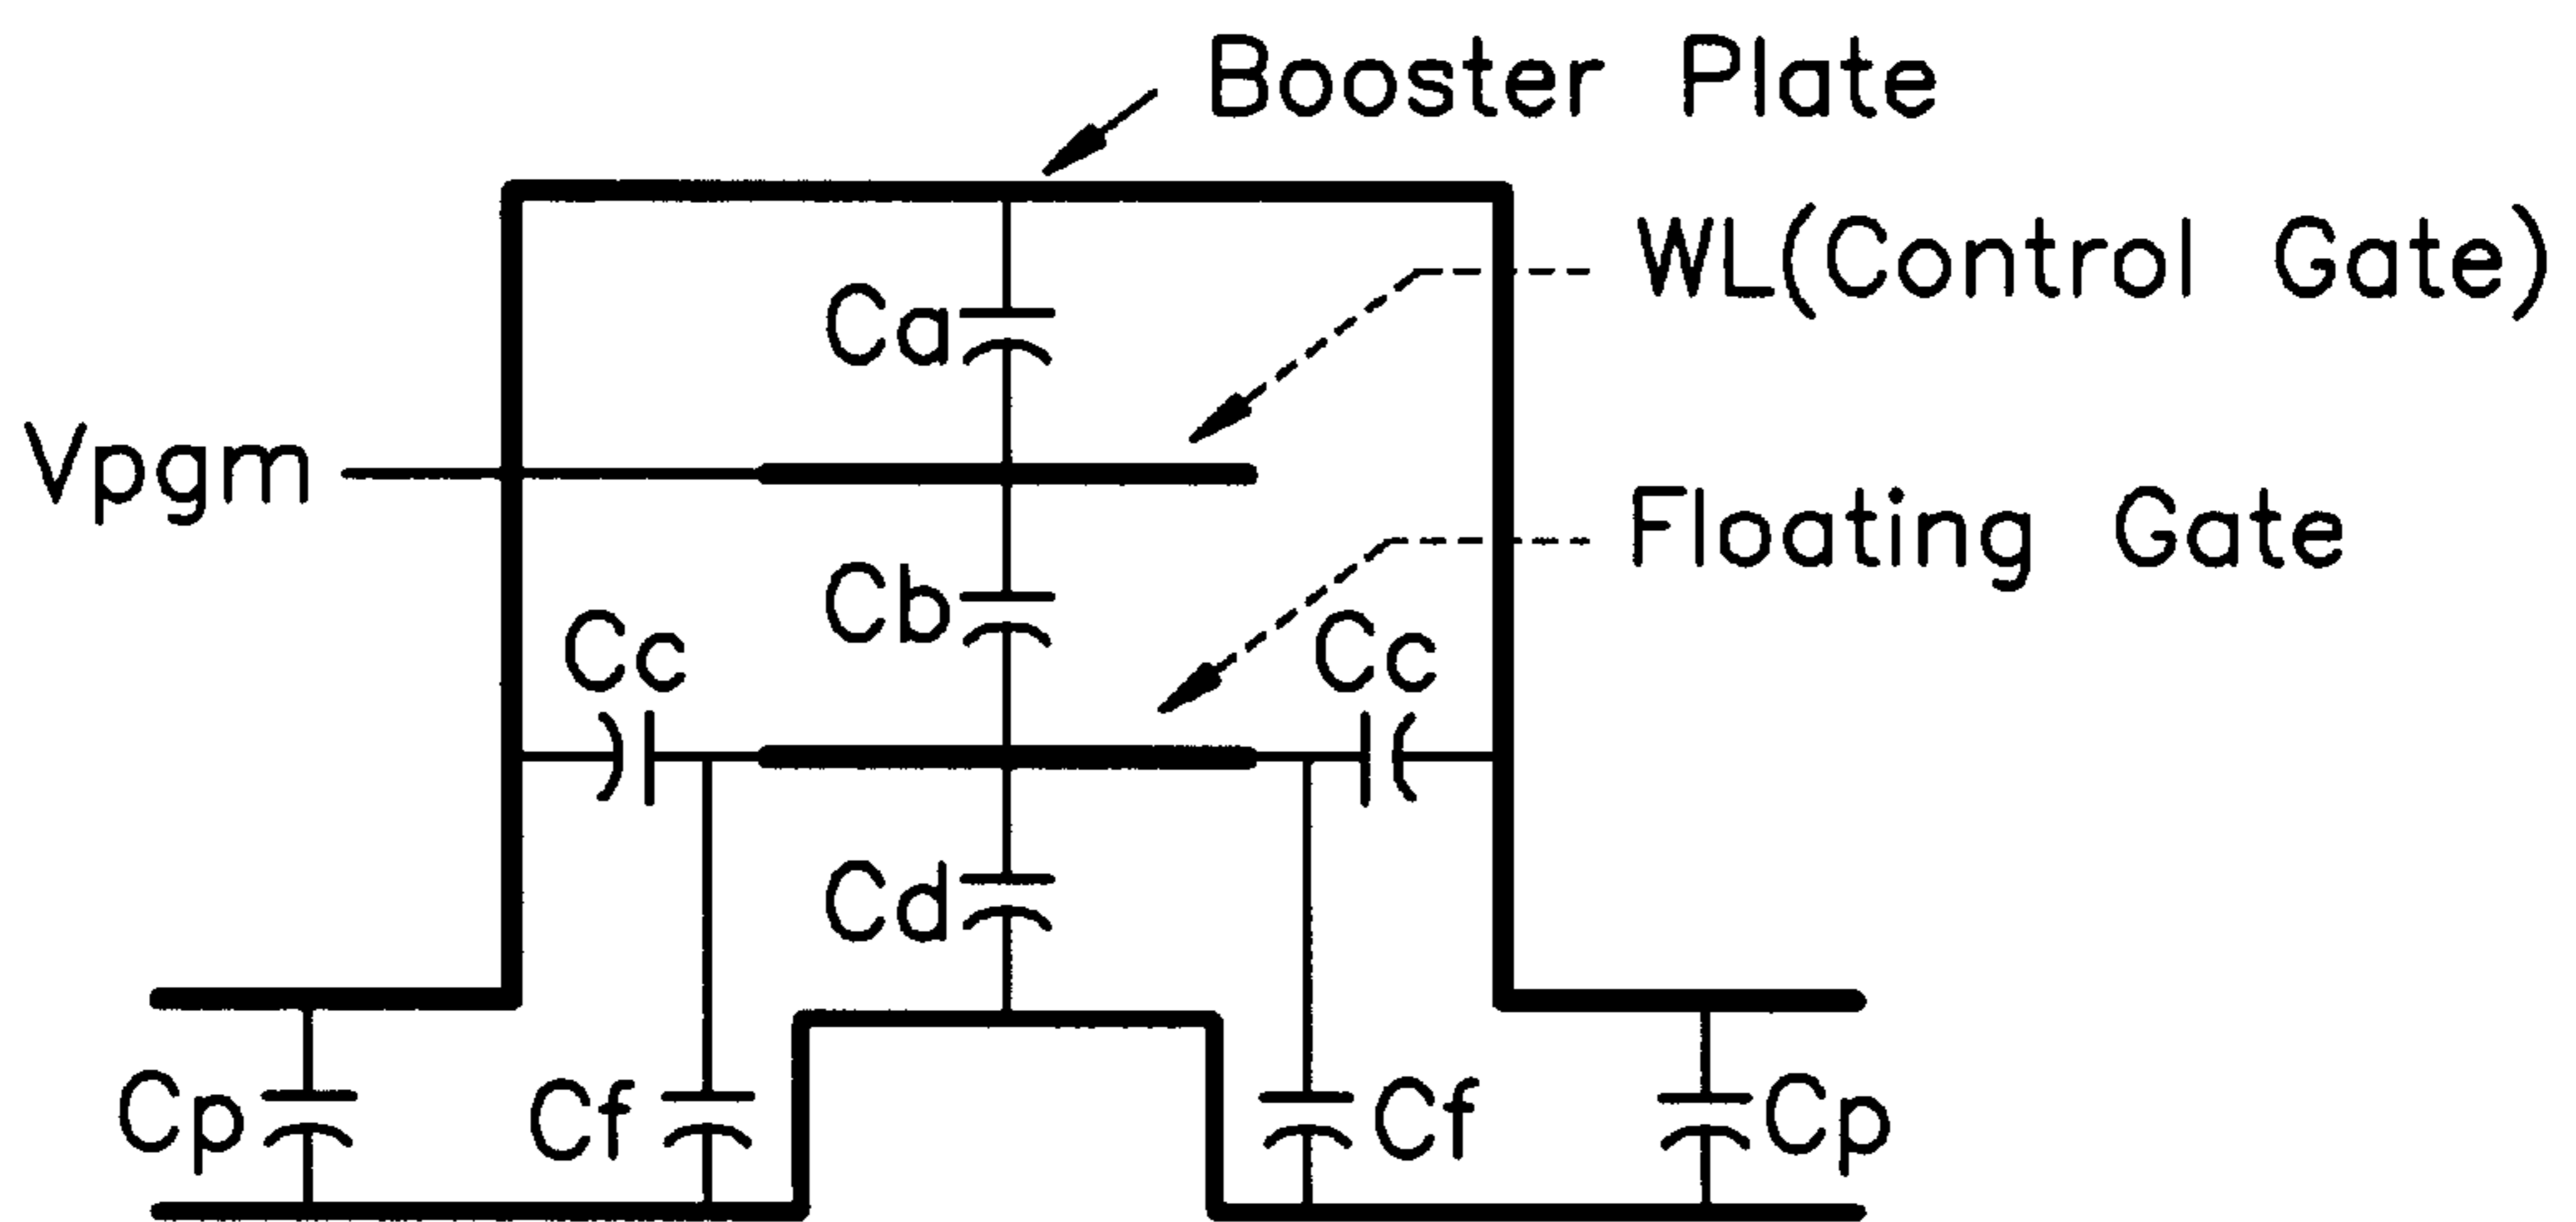 Booster Plate
WL(Control Gate)
Ca
Vpgm
Floating Gate
Cb
Cc
Cc
Cd
Cp
Cf
Cf
Cp